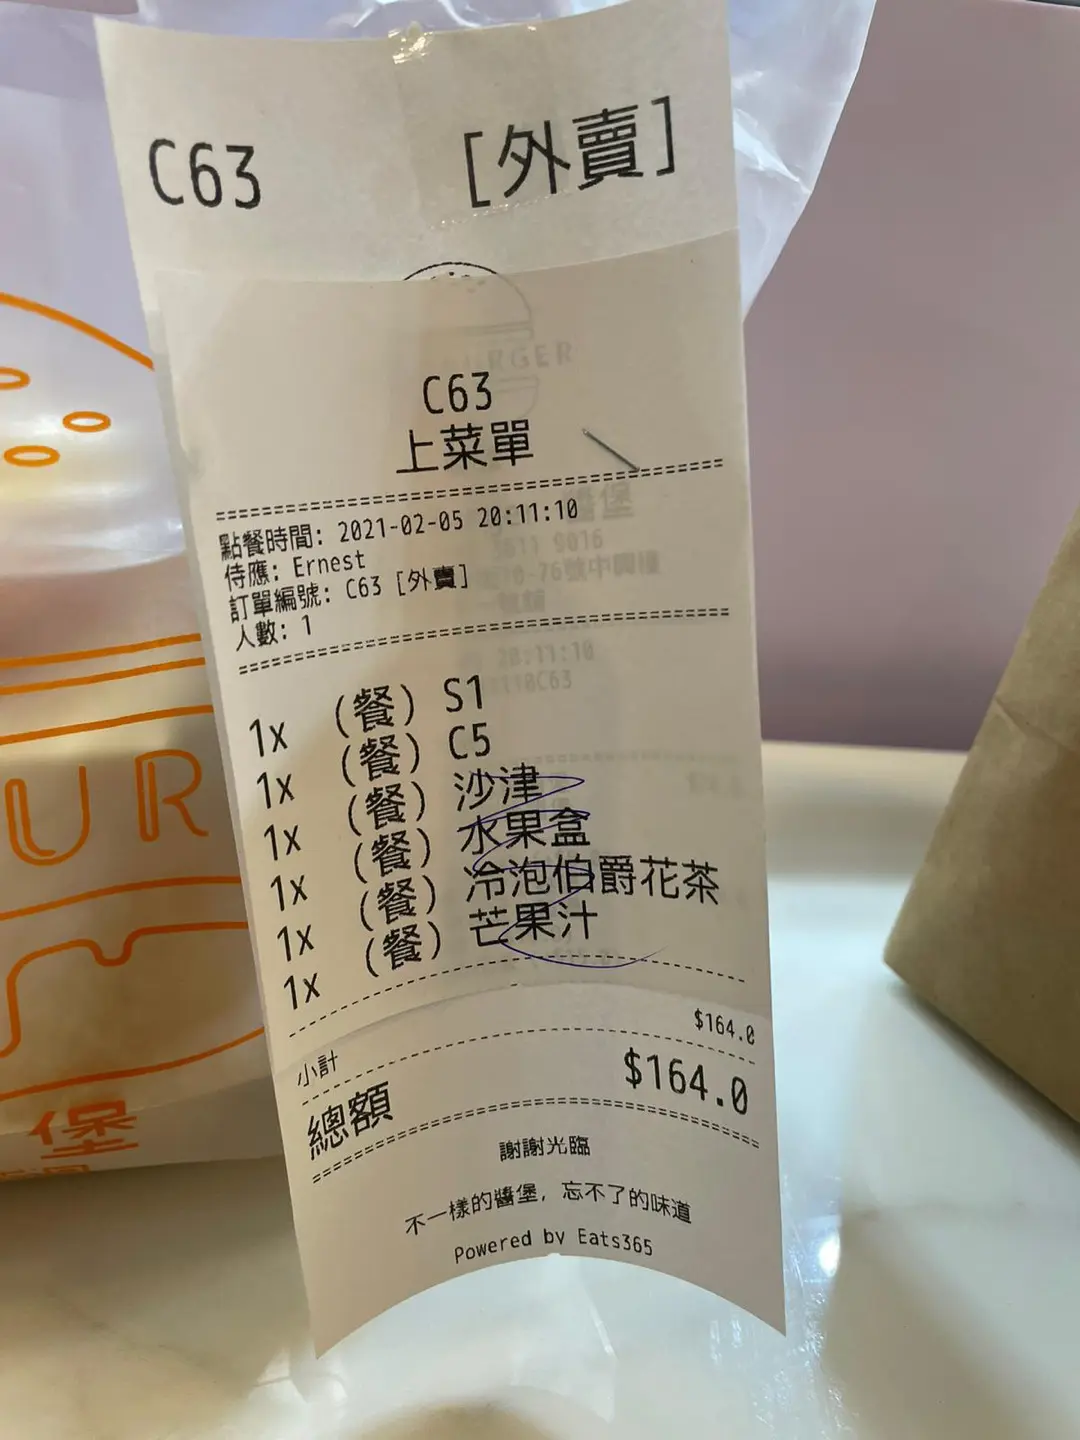 C63 [外賣]
C63
上菜單
點餐時間: 2021-02-05 20:11:10
侍應: Ernest
訂單編號: C63 [外賣]
人數: 1
1x (餐) S1
1x (餐) C5
1x (餐) 沙津
1x (餐) 水果盒
1x (餐) 冷泡伯爵花茶
1x (餐) 芒果汁
小計 $164.0
總額 $164.0
謝謝光臨
不一樣的醬堡, 忘不了的味道
Powered by Eats365
UR
堡